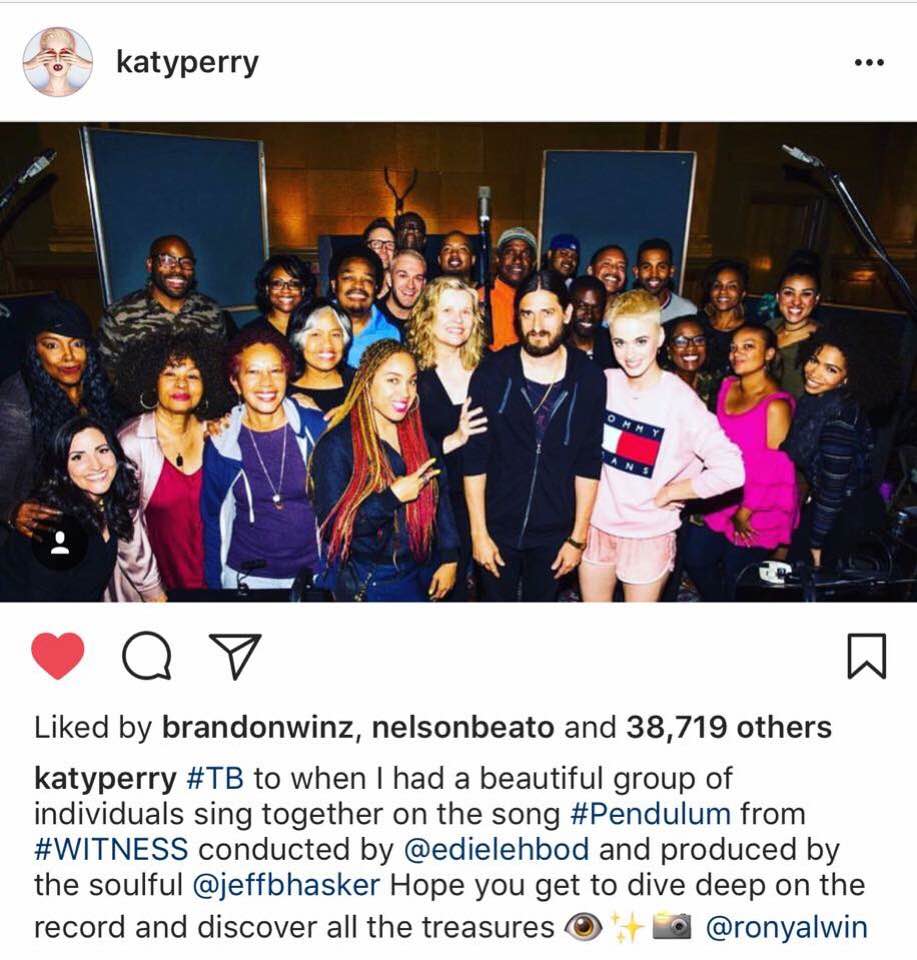 katyperry
OMMY
ANS
Liked by brandonwinz, nelsonbeato and 38,719 others
katyperry #TB to when I had a beautiful group of
individuals sing together on the song #Pendulum from
#WITNESS conducted by @edielehbod and produced by
the soulful @jeffbhasker Hope you get to dive deep on the
record and discover all the treasures 👁✨📷 @ronyalwin